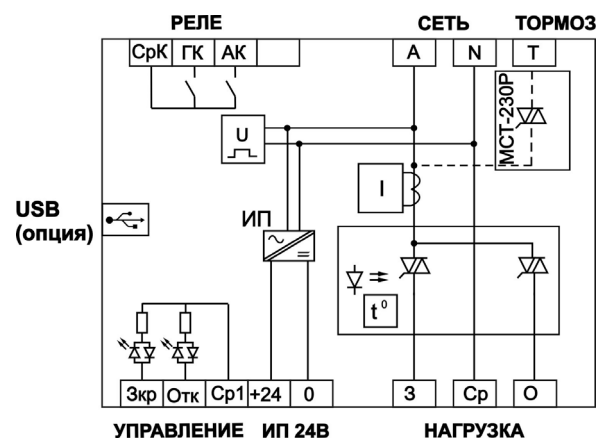 РЕЛЕ СЕТЬ ТОРМОЗ
СрК ГК АК A N T
МСТ-230Р
U
I
USB
(опция)
ИП
t⁰
Зкр Отк Ср1 +24 0 З Ср О
УПРАВЛЕНИЕ ИП 24В НАГРУЗКА